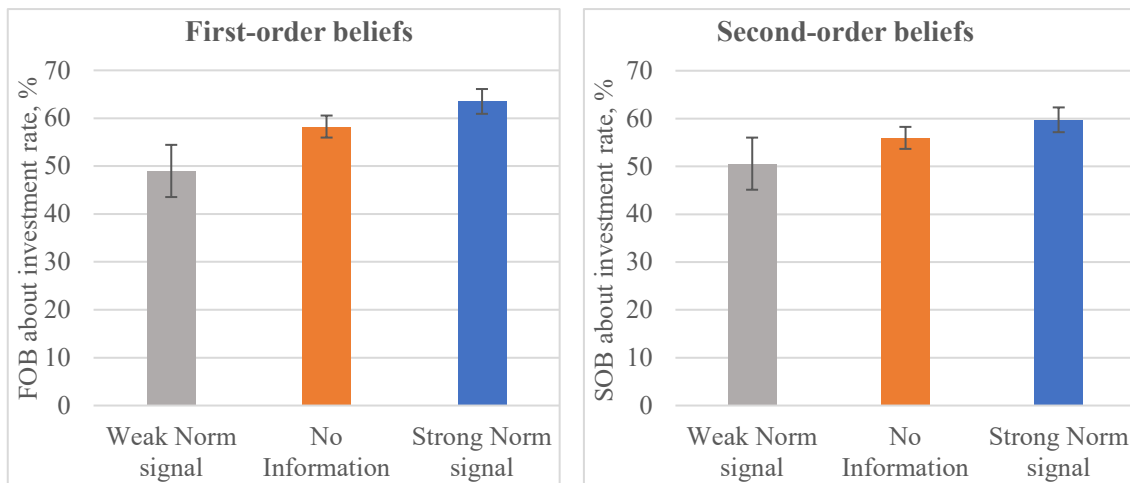 First-order beliefs
FOB about investment rate, %
70
60
50
40
30
20
10
0
Weak Norm
signal
No
Information
Strong Norm
signal
Second-order beliefs
SOB about investment rate, %
70
60
50
40
30
20
10
0
Weak Norm
signal
No
Information
Strong Norm
signal